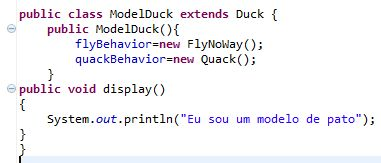 public class ModelDuck extends Duck {
public ModelDuck(){
flyBehavior=new FlyNoWay();
quackBehavior=new Quack();
}
public void display()
{
System.out.println("Eu sou um modelo de pato");
}
}